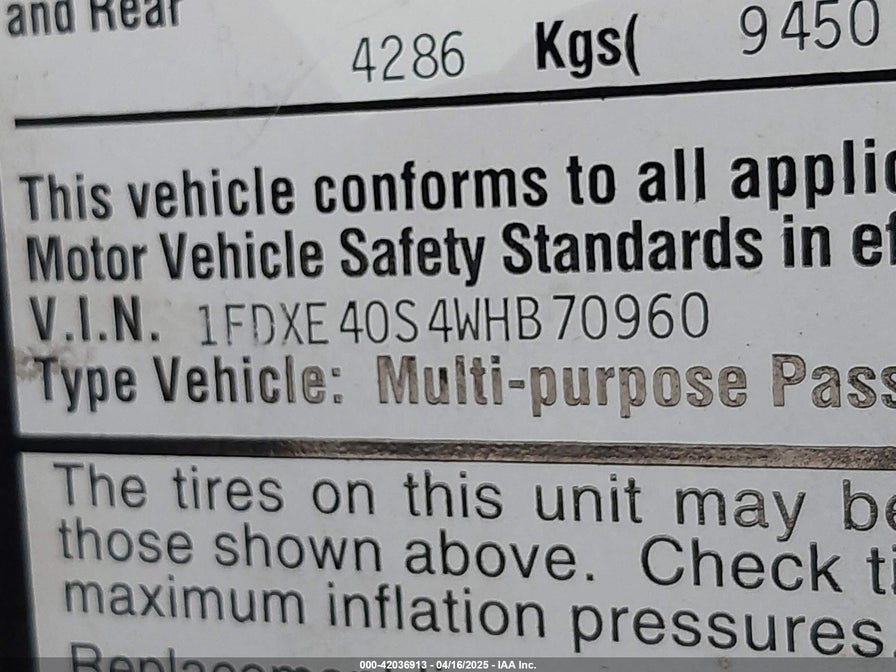 and Rear
4286 Kgs( 9450
This vehicle conforms to all applic
Motor Vehicle Safety Standards in ef
V.I.N. 1FDXE40S4WHB70960
Type Vehicle: Multi-purpose Pass
The tires on this unit may be
those shown above. Check ti
maximum inflation pressures
Replaceme
000-42036913 - 04/16/2025 - IAA Inc.